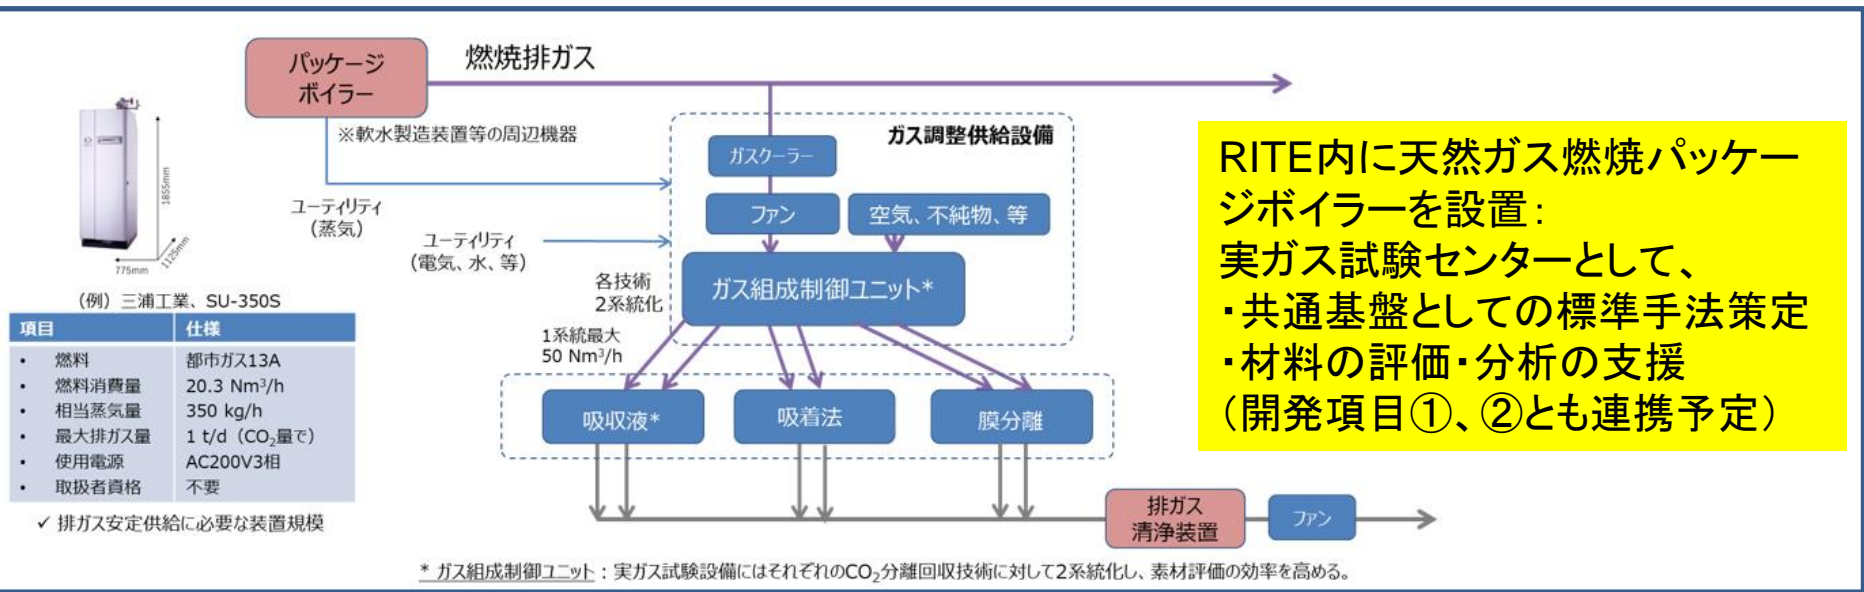 パッケージ
ボイラー
燃焼排ガス
※軟水製造装置等の周辺機器
ガス調整供給設備
ガスクーラー
ファン
空気、不純物、等
ユーティリティ
(蒸気)
ユーティリティ
(電気、水、等)
各技術
2系統化
ガス組成制御ユニット*
1系統最大
50 Nm³/h
吸収液*
吸着法
膜分離
排ガス
清浄装置
ファン
1855mm
775mm
1125mm
(例) 三浦工業、SU-350S
項目 仕様
• 燃料 都市ガス13A
• 燃料消費量 20.3 Nm³/h
• 相当蒸気量 350 kg/h
• 最大排ガス量 1 t/d (CO₂量で)
• 使用電源 AC200V3相
• 取扱者資格 不要
✓ 排ガス安定供給に必要な装置規模
* ガス組成制御ユニット：実ガス試験設備にはそれぞれのCO₂分離回収技術に対して2系統化し、素材評価の効率を高める。
RITE内に天然ガス燃焼パッケー
ジボイラーを設置：
実ガス試験センターとして、
・共通基盤としての標準手法策定
・材料の評価・分析の支援
（開発項目①、②とも連携予定）